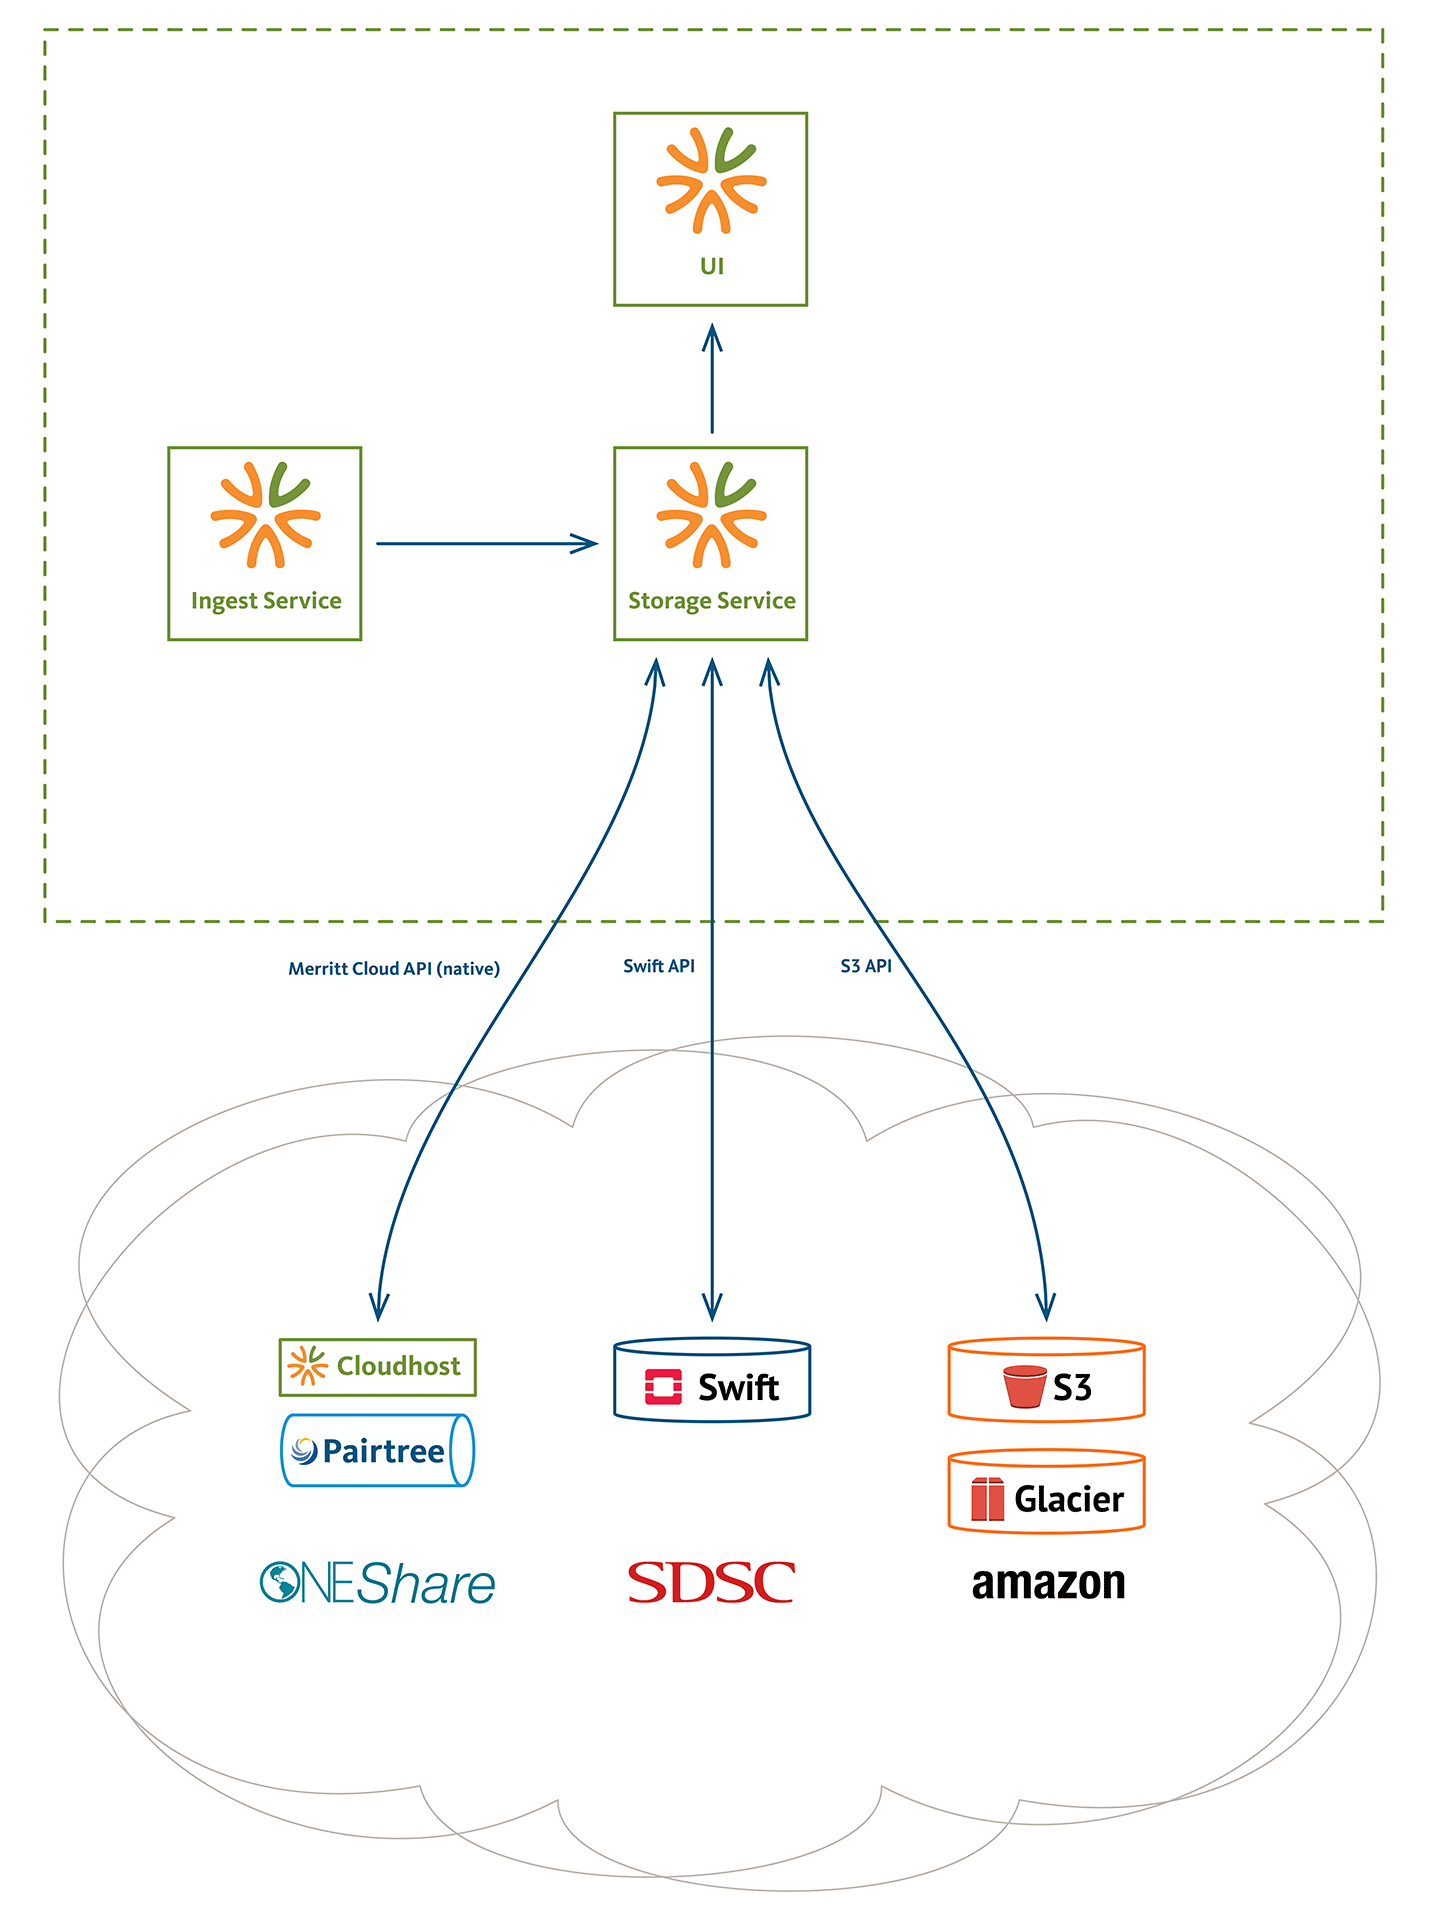 UI
Ingest Service
Storage Service
Merritt Cloud API (native)
Swift API
S3 API
Cloudhost
Swift
S3
Pairtree
Glacier
ONEShare
SDSC
amazon